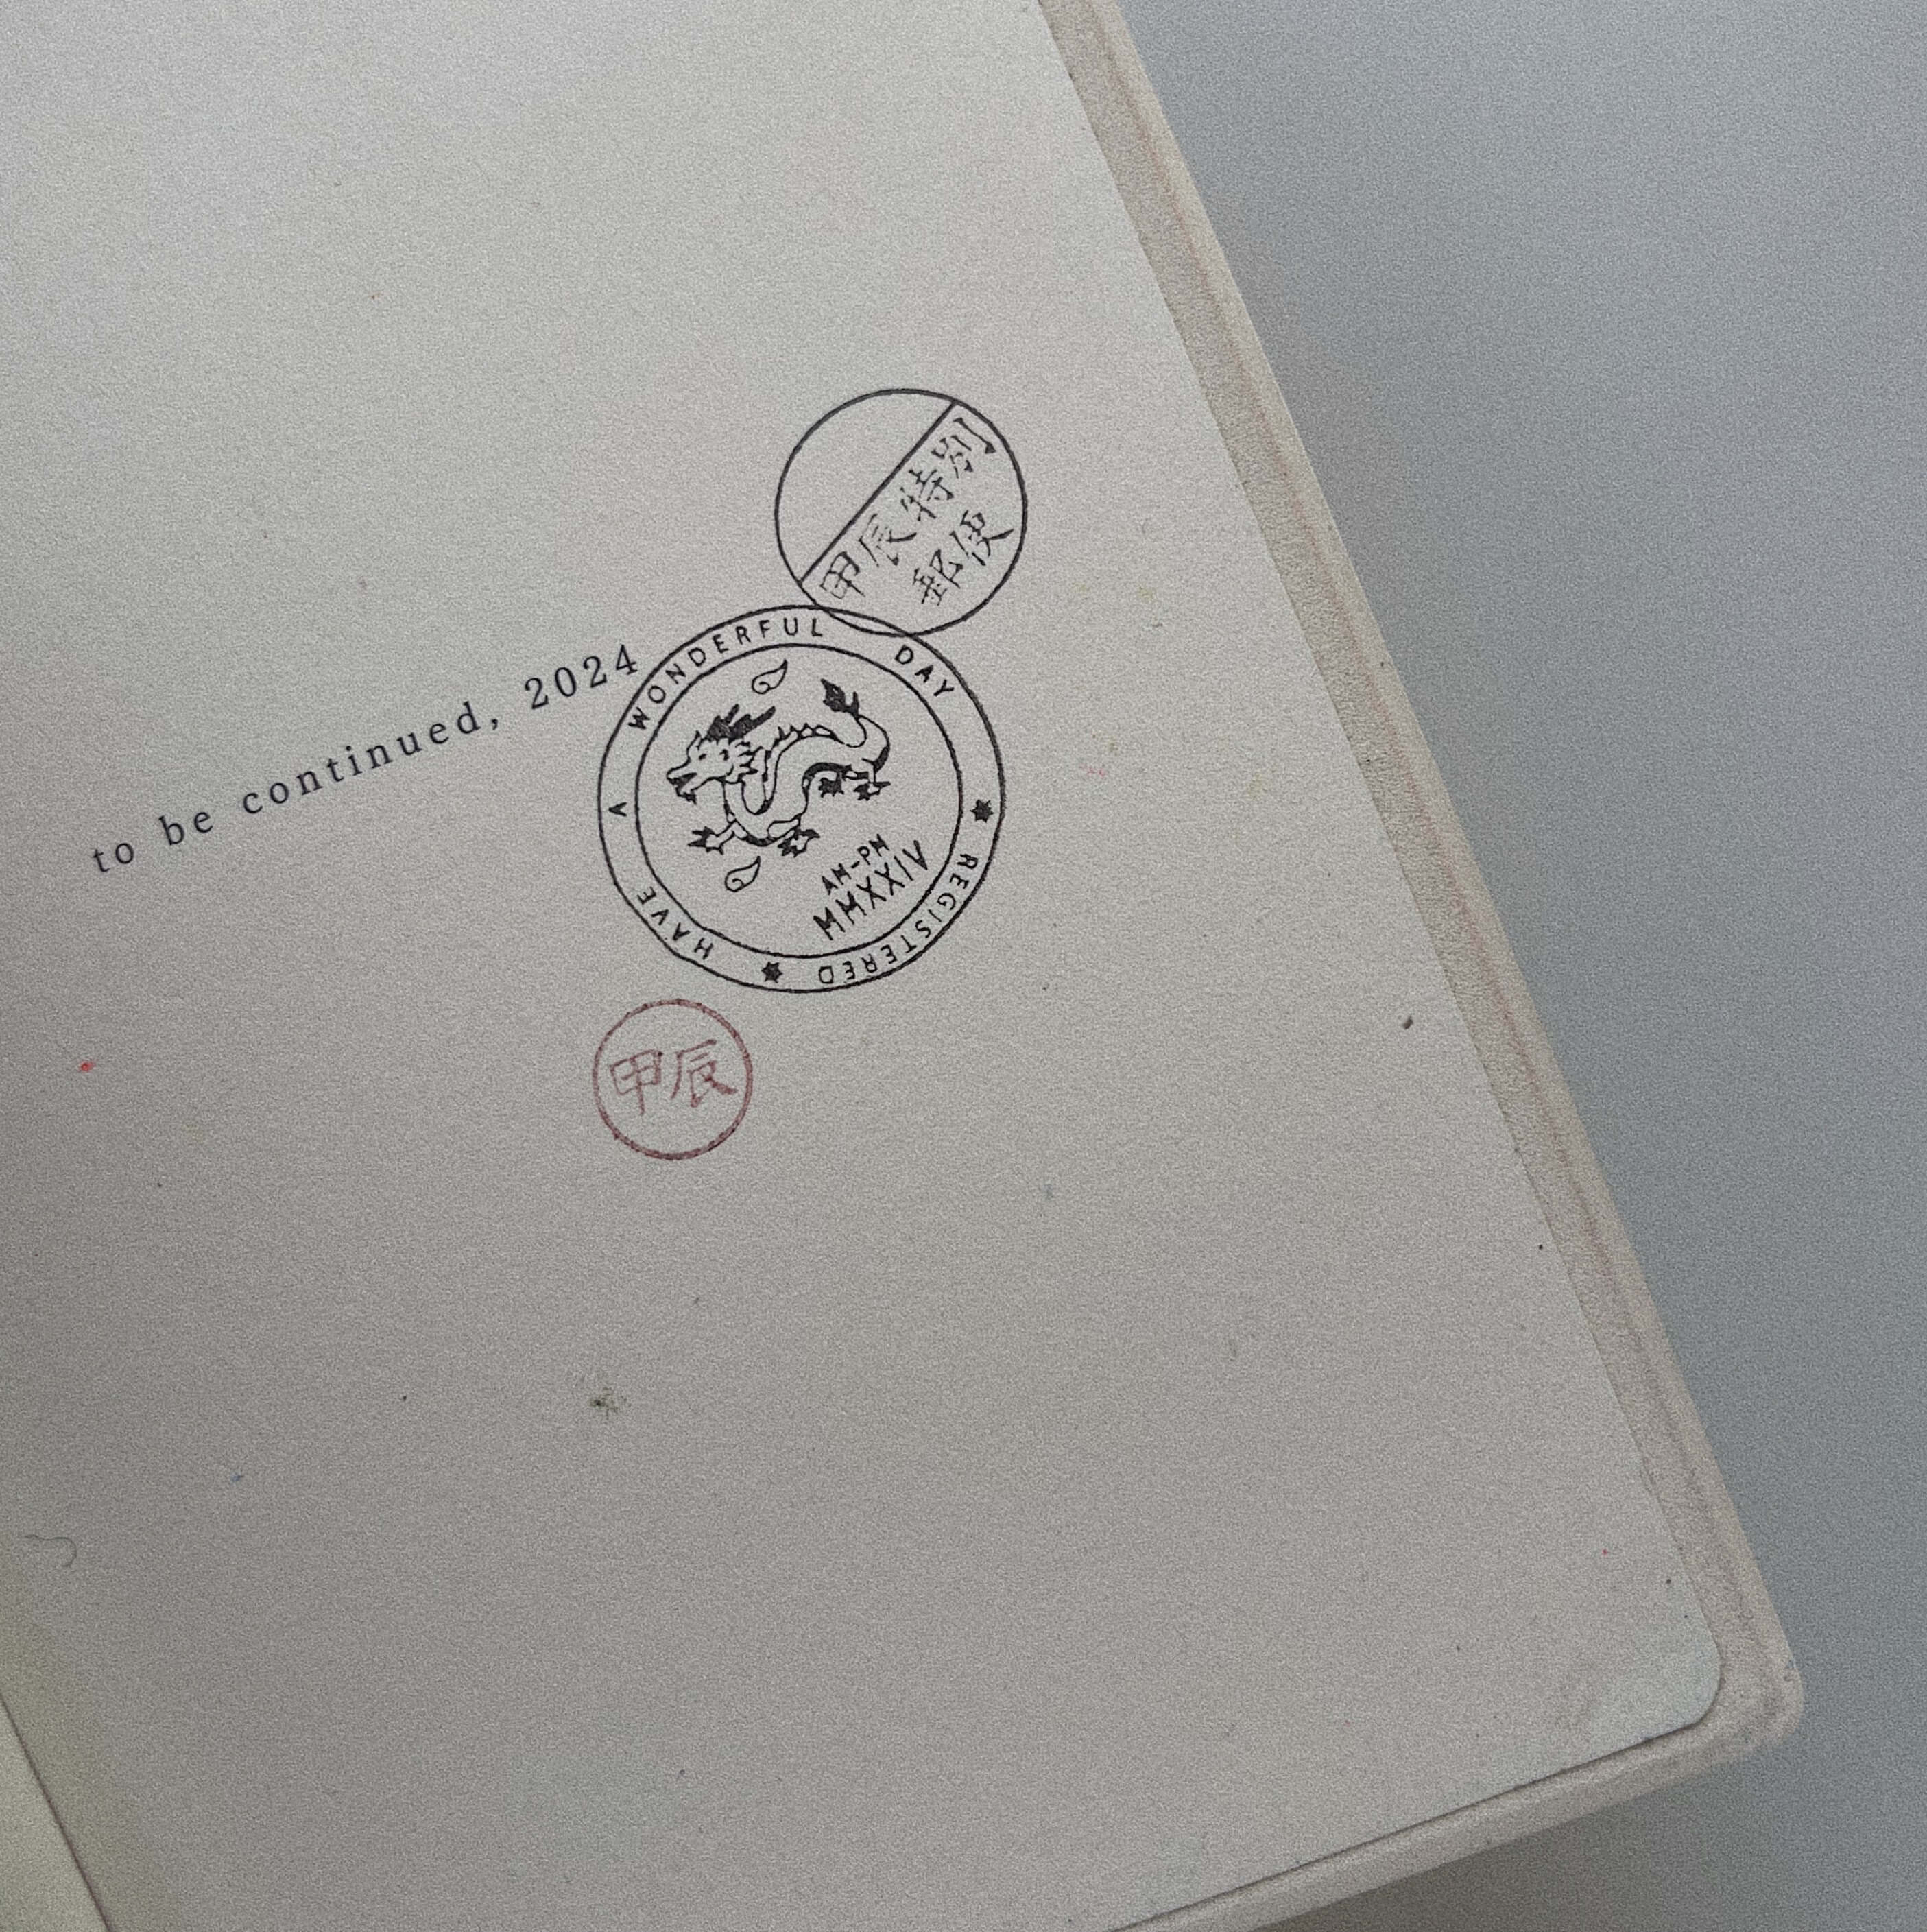 甲辰特別
郵便
to be continued, 2024
HAVE A WONDERFUL DAY
REGISTERED
AM-PM
MMXXIV
甲辰